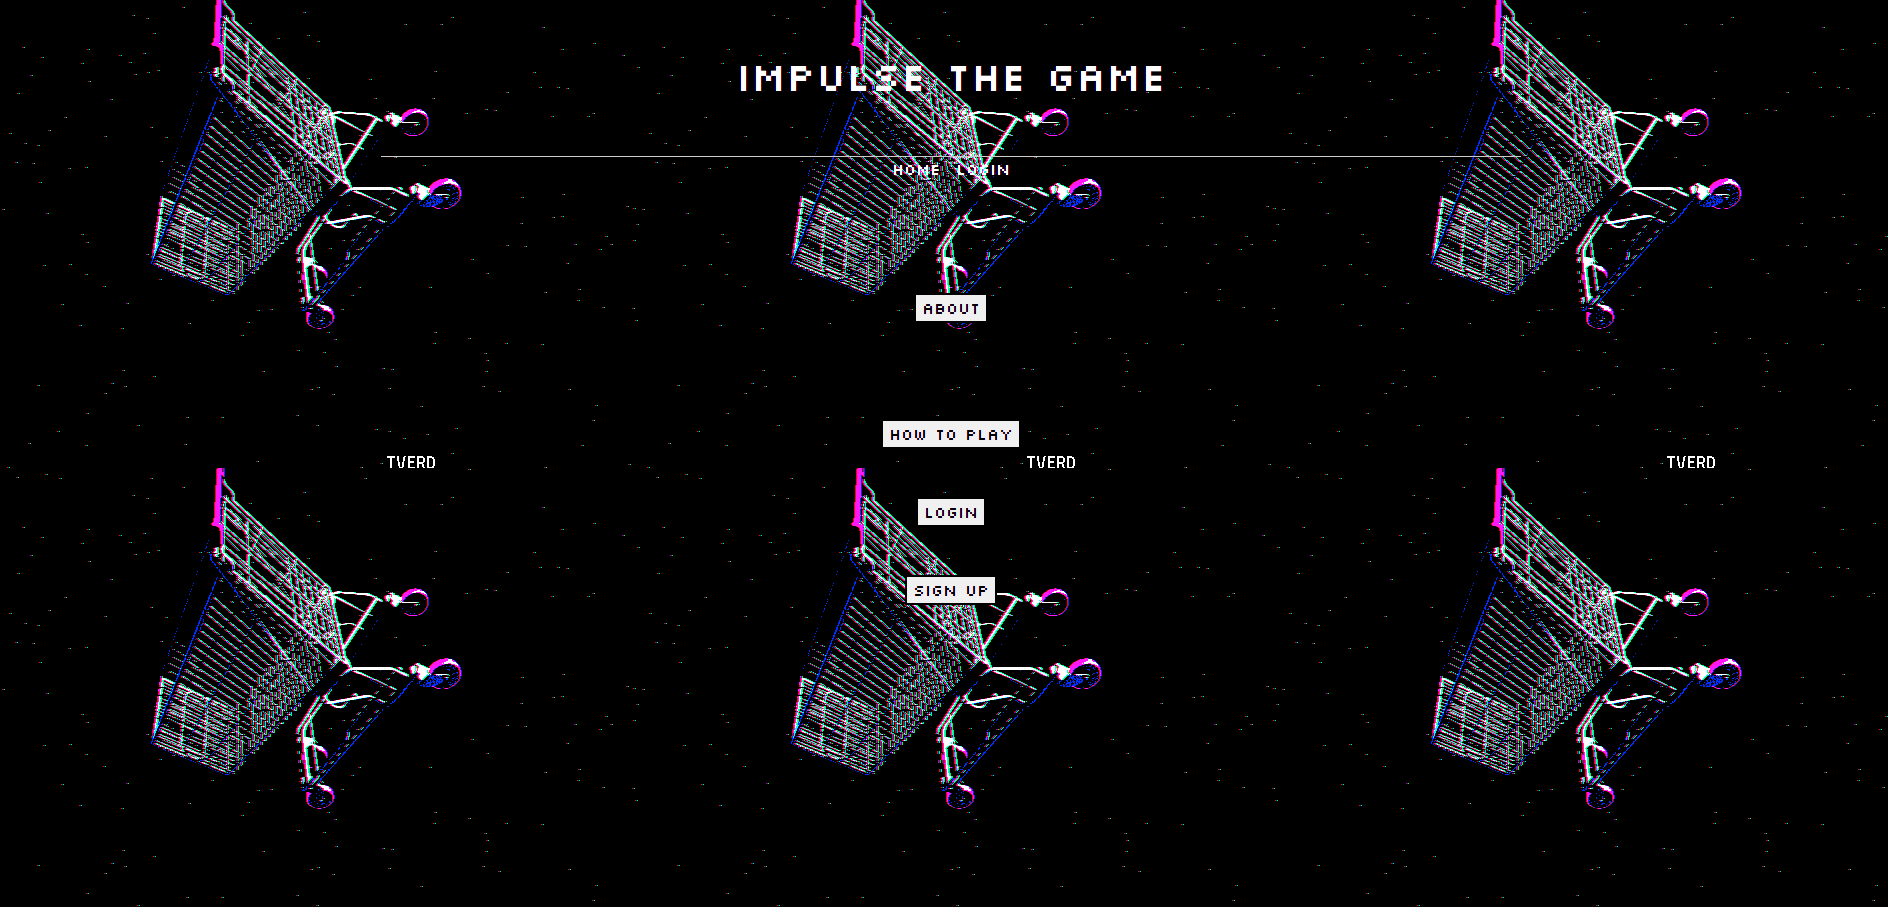 IMPULSE THE GAME
HOME LOGIN
ABOUT
HOW TO PLAY
TVERD TVERD TVERD
LOGIN
SIGN UP